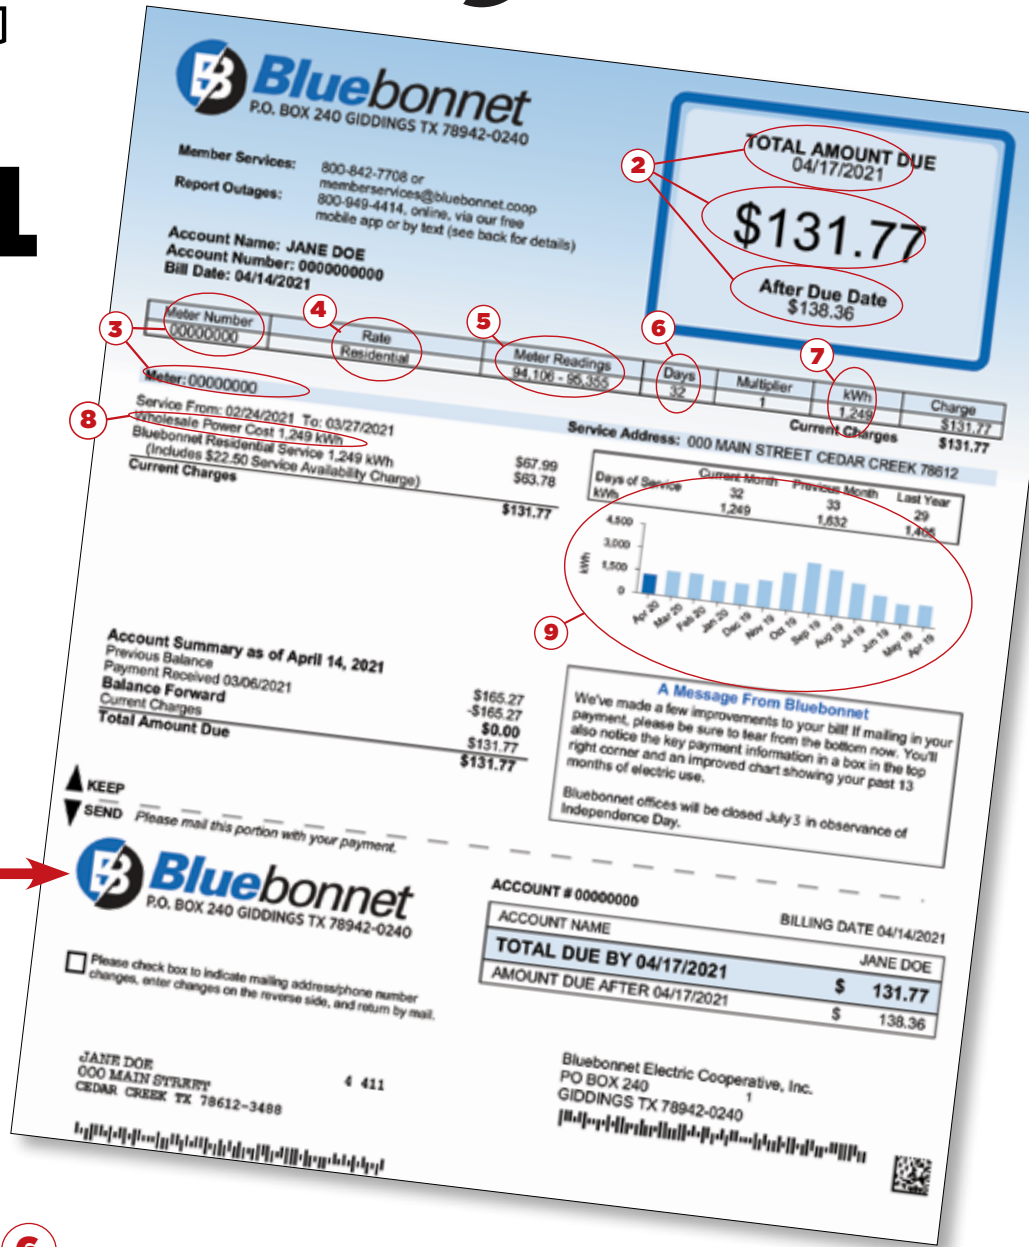 Bluebonnet
P.O. BOX 240 GIDDINGS TX 78942-0240
Member Services: 800-842-7708 or
memberservices@bluebonnet.coop
Report Outages: 800-949-4414, online, via our free
mobile app or by text (see back for details)
Account Name: JANE DOE
Account Number: 0000000000
Bill Date: 04/14/2021
2
TOTAL AMOUNT DUE
04/17/2021
$131.77
After Due Date
$138.36
3
4
5
6
7
Meter Number Rate Meter Readings Days Multiplier kWh Charge
00000000 Residential 94,106 - 95,355 32 1 1,249 $131.77
Current Charges $131.77
Meter: 00000000 Service Address: 000 MAIN STREET CEDAR CREEK 78612
8
Service From: 02/24/2021 To: 03/27/2021
Wholesale Power Cost 1,249 kWh $67.99
Bluebonnet Residential Service 1,249 kWh $63.78
(Includes $22.50 Service Availability Charge)
Current Charges $131.77
Current Month Previous Month Last Year
Days of Service 32 33 29
kWh 1,249 1,632 1,405
4,500
3,000
1,500
0
kWh
Apr 20 Mar 20 Feb 20 Jan 20 Dec 19 Nov 19 Oct 19 Sep 19 Aug 19 Jul 19 Jun 19 May 19 Apr 19
9
Account Summary as of April 14, 2021
Previous Balance $165.27
Payment Received 03/06/2021 -$165.27
Balance Forward $0.00
Current Charges $131.77
Total Amount Due $131.77
A Message From Bluebonnet
We've made a few improvements to your bill! If mailing in your
payment, please be sure to tear from the bottom now. You'll
also notice the key payment information in a box in the top
right corner and an improved chart showing your past 13
months of electric use.
Bluebonnet offices will be closed July 3 in observance of
Independence Day.
KEEP
SEND Please mail this portion with your payment.
Bluebonnet
P.O. BOX 240 GIDDINGS TX 78942-0240
ACCOUNT # 00000000 BILLING DATE 04/14/2021
ACCOUNT NAME JANE DOE
TOTAL DUE BY 04/17/2021 $ 131.77
AMOUNT DUE AFTER 04/17/2021 $ 138.36
Please check box to indicate mailing address/phone number
changes, enter changes on the reverse side, and return by mail.
JANE DOE
000 MAIN STREET
CEDAR CREEK TX 78612-3488
4 411
Bluebonnet Electric Cooperative, Inc.
PO BOX 240
1
GIDDINGS TX 78942-0240
6